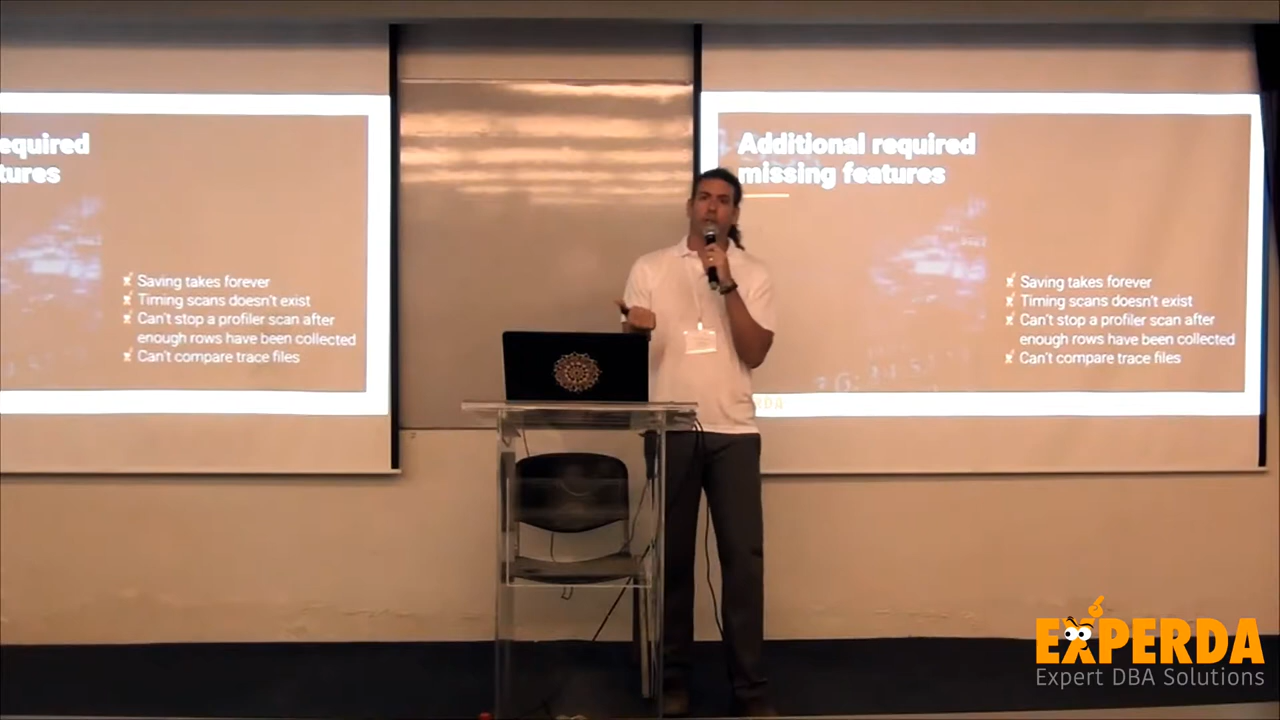 equired
tures
Saving takes forever
Timing scans doesn't exist
Can't stop a profiler scan after
enough rows have been collected
Can't compare trace files
Additional required
missing features
Saving takes forever
Timing scans doesn't exist
Can't stop a profiler scan after
enough rows have been collected
Can't compare trace files
EXPERDA
Expert DBA Solutions